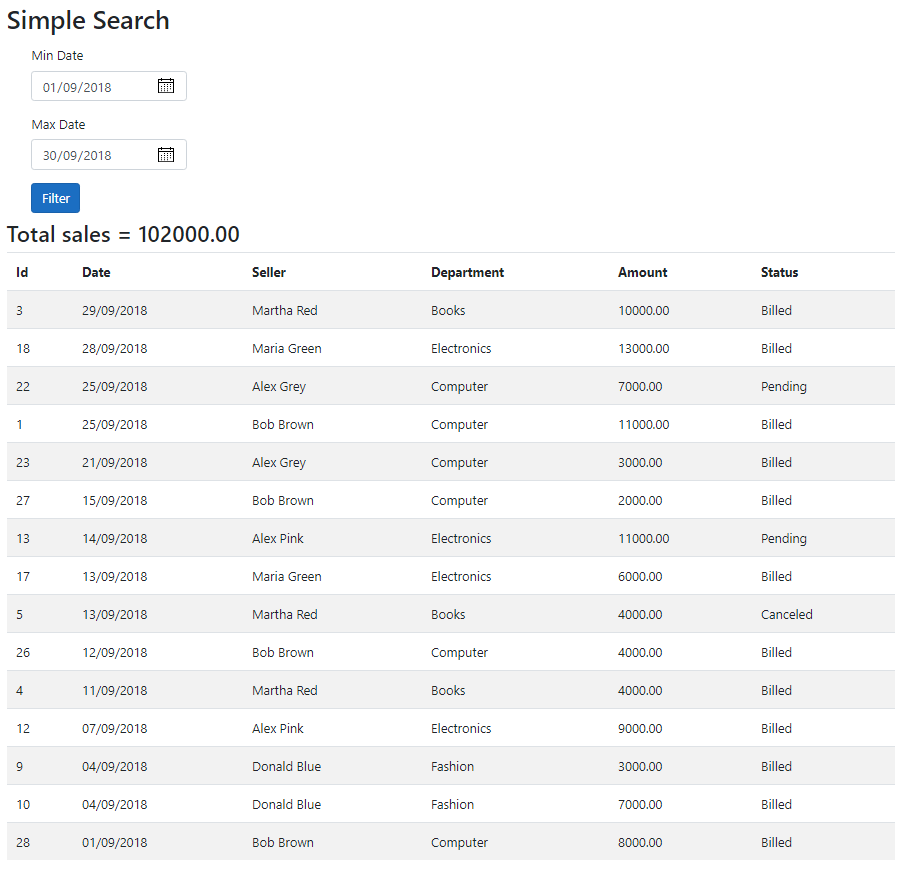 Simple Search
Min Date
01/09/2018
Max Date
30/09/2018
Filter
Total sales = 102000.00
Id Date Seller Department Amount Status
3 29/09/2018 Martha Red Books 10000.00 Billed
18 28/09/2018 Maria Green Electronics 13000.00 Billed
22 25/09/2018 Alex Grey Computer 7000.00 Pending
1 25/09/2018 Bob Brown Computer 11000.00 Billed
23 21/09/2018 Alex Grey Computer 3000.00 Billed
27 15/09/2018 Bob Brown Computer 2000.00 Billed
13 14/09/2018 Alex Pink Electronics 11000.00 Pending
17 13/09/2018 Maria Green Electronics 6000.00 Billed
5 13/09/2018 Martha Red Books 4000.00 Canceled
26 12/09/2018 Bob Brown Computer 4000.00 Billed
4 11/09/2018 Martha Red Books 4000.00 Billed
12 07/09/2018 Alex Pink Electronics 9000.00 Billed
9 04/09/2018 Donald Blue Fashion 3000.00 Billed
10 04/09/2018 Donald Blue Fashion 7000.00 Billed
28 01/09/2018 Bob Brown Computer 8000.00 Billed